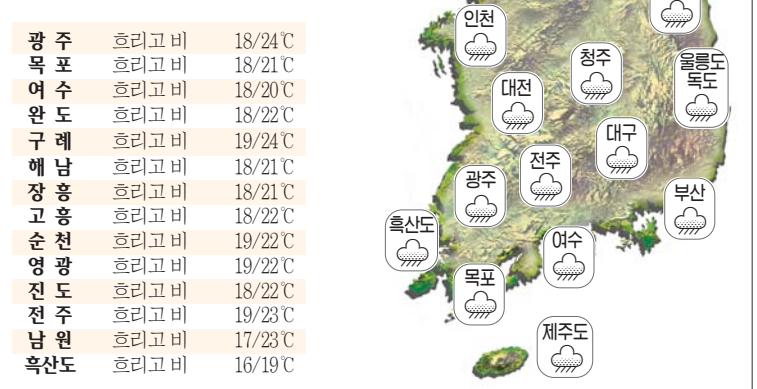 광 주 흐리고 비 18/24℃
목 포 흐리고 비 18/21℃
여 수 흐리고 비 18/20℃
완 도 흐리고 비 18/22℃
구 례 흐리고 비 19/24℃
해 남 흐리고 비 18/21℃
장 흥 흐리고 비 18/21℃
고 흥 흐리고 비 18/22℃
순 천 흐리고 비 19/22℃
영 광 흐리고 비 19/22℃
진 도 흐리고 비 18/22℃
전 주 흐리고 비 19/23℃
남 원 흐리고 비 17/23℃
흑산도 흐리고 비 16/19℃
인천
청주
울릉도
독도
대전
대구
전주
광주
부산
흑산도
여수
목포
제주도